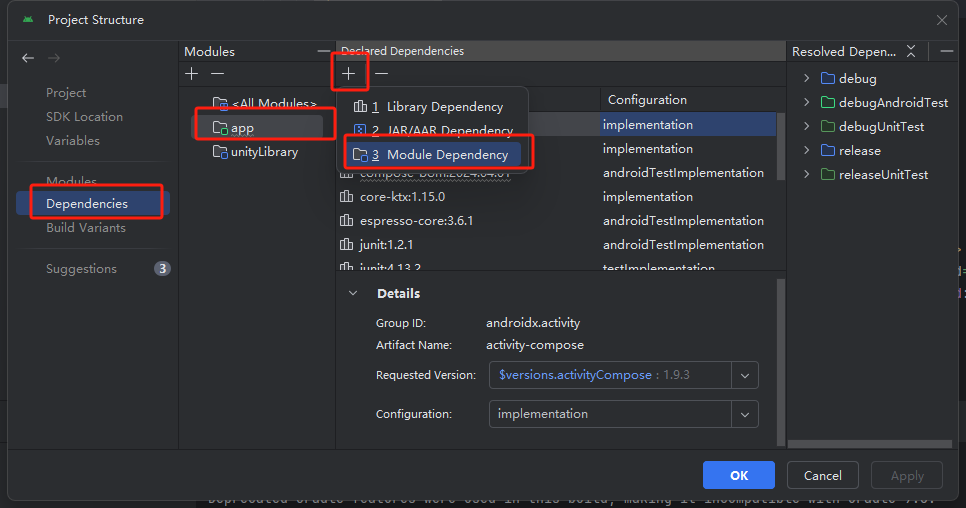 Project Structure
Project
SDK Location
Variables
Modules
Dependencies
Build Variants
Suggestions 3
Modules
<All Modules>
app
unityLibrary
Declared Dependencies
1 Library Dependency
2 JAR/AAR Dependency
3 Module Dependency
Configuration
implementation
implementation
compose-bom:2024.04.01 androidTestImplementation
core-ktx:1.15.0 implementation
espresso-core:3.6.1 androidTestImplementation
junit:1.2.1 androidTestImplementation
junit:4.13.2 testImplementation
Details
Group ID: androidx.activity
Artifact Name: activity-compose
Requested Version: $versions.activityCompose : 1.9.3
Configuration: implementation
Resolved Depen...
debug
debugAndroidTest
debugUnitTest
release
releaseUnitTest
OK Cancel Apply
Deprecated Gradle features were used in this build, making it incompatible with Gradle 9.0.